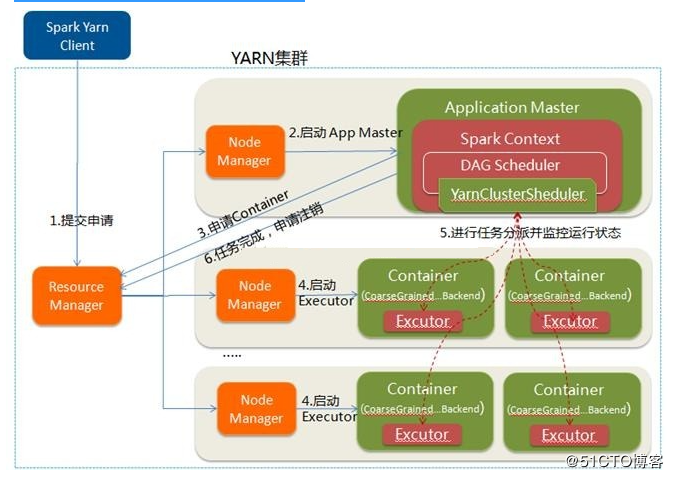 Spark Yarn
Client
YARN集群
Node
Manager
2.启动 App Master
Application Master
Spark Context
DAG Scheduler
YarnClusterSheduler
1.提交申请
3.申请Container
6.任务完成，申请注销
5.进行任务分派并监控运行状态
Resource
Manager
Node
Manager
4.启动
Executor
Container
(CoarseGrained...Backend)
Excutor
Container
(CoarseGrained...Backend)
Excutor
.....
Node
Manager
4.启动
Executor
Container
(CoarseGrained...Backend)
Excutor
Container
(CoarseGrained...Backend)
Excutor
@51CTO博客